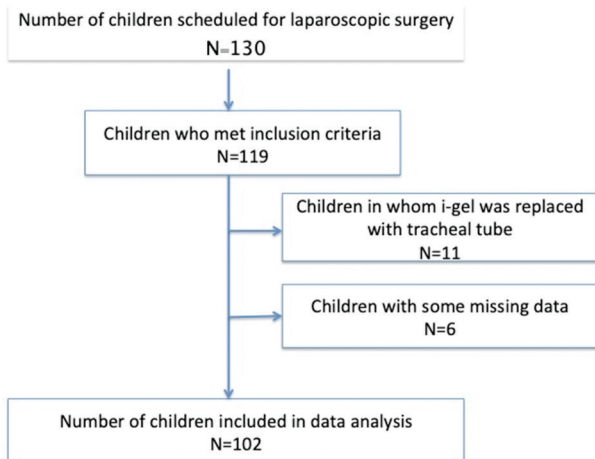 Number of children scheduled for laparoscopic surgery
N=130
Children who met inclusion criteria
N=119
Children in whom i-gel was replaced
with tracheal tube
N=11
Children with some missing data
N=6
Number of children included in data analysis
N=102